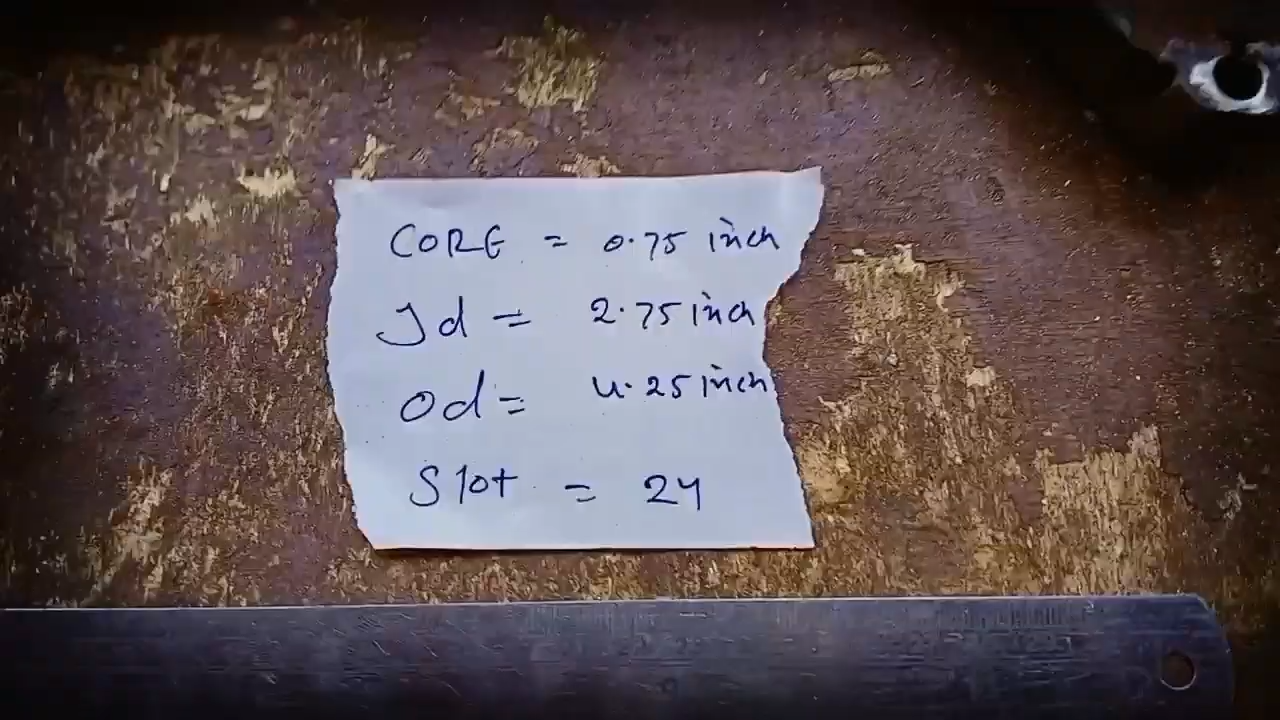 CORE = 0.75 inch
Id = 2.75 inch
Od = 4.25 inch
Slot = 24